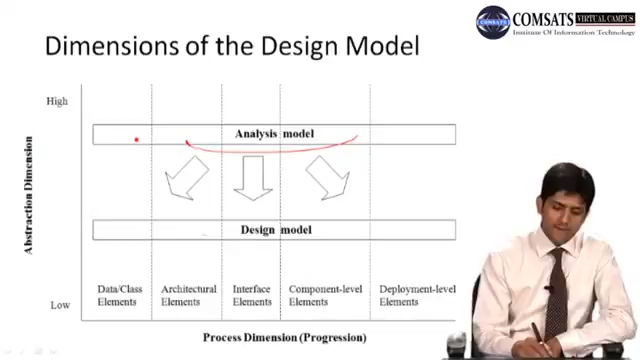 COMSATS
COMSATS VIRTUAL CAMPUS
Institute Of Information Technology
Dimensions of the Design Model
High
Analysis model
Abstraction Dimension
Design model
Data/Class
Elements
Architectural
Elements
Interface
Elements
Component-level
Elements
Deployment-level
Elements
Low
Process Dimension (Progression)